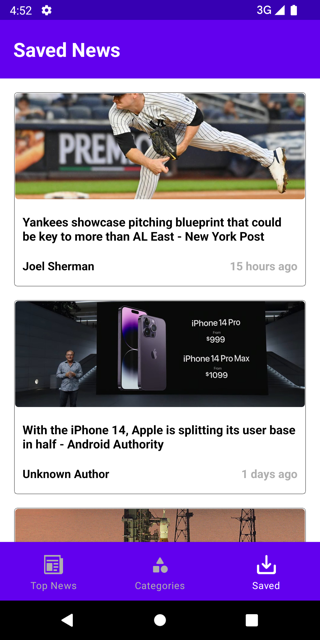 4:52
3G
Saved News
PREM
Yankees showcase pitching blueprint that could
be key to more than AL East - New York Post
Joel Sherman
15 hours ago
iPhone 14 Pro
From
$999
iPhone 14 Pro Max
From
$1099
With the iPhone 14, Apple is splitting its user base
in half - Android Authority
Unknown Author
1 days ago
Top News
Categories
Saved